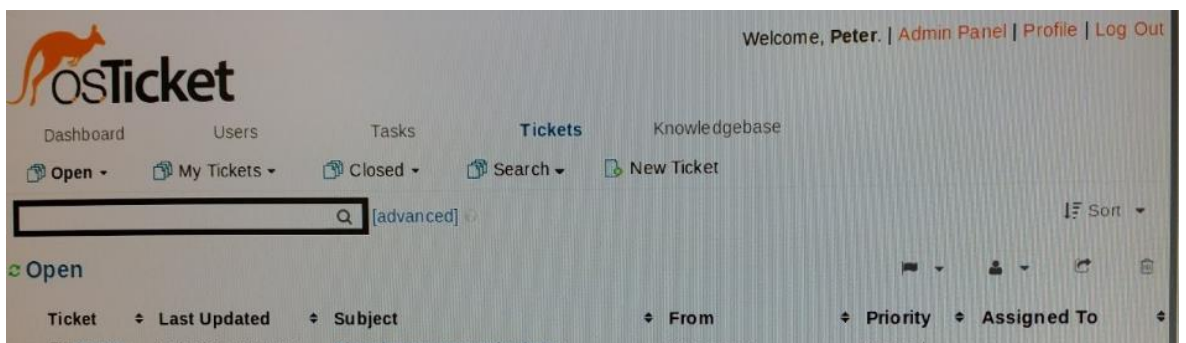 Welcome, Peter. | Admin Panel | Profile | Log Out
osTicket
Dashboard Users Tasks Tickets Knowledgebase
Open My Tickets Closed Search New Ticket
[advanced] Sort
Open
Ticket Last Updated Subject From Priority Assigned To